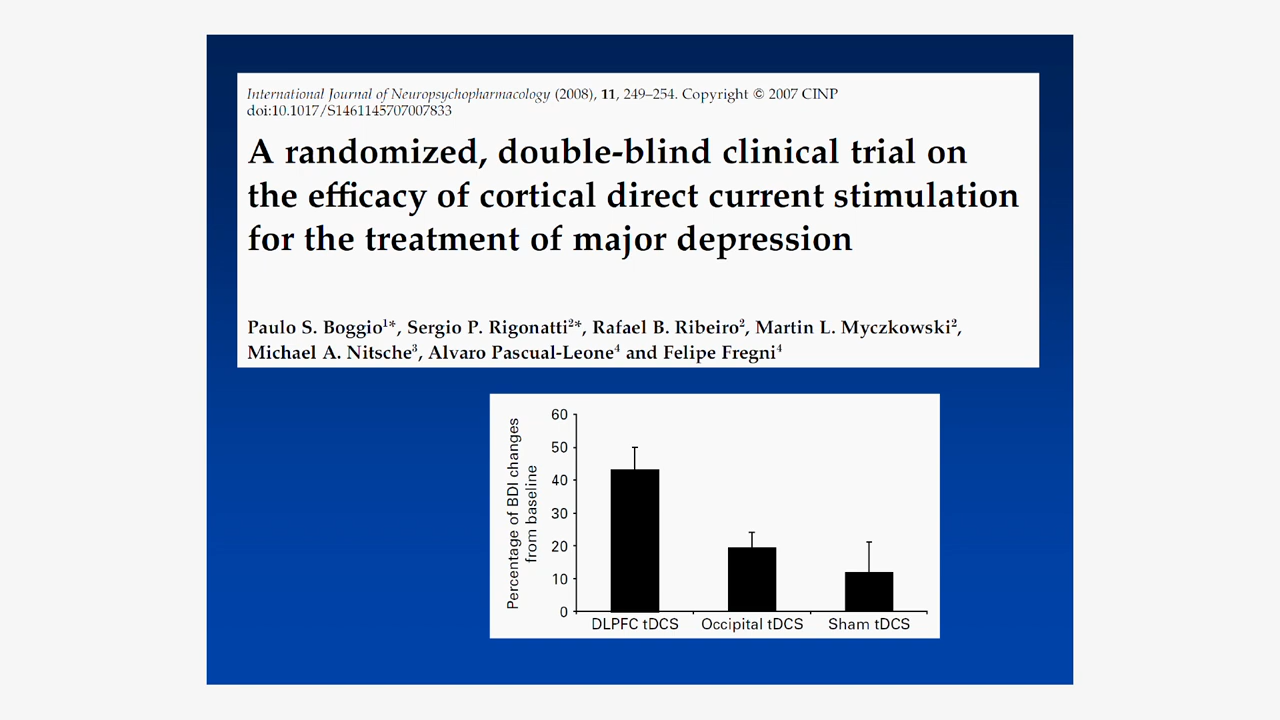 International Journal of Neuropsychopharmacology (2008), 11, 249–254. Copyright © 2007 CINP
doi:10.1017/S1461145707007833
A randomized, double-blind clinical trial on
the efficacy of cortical direct current stimulation
for the treatment of major depression
Paulo S. Boggio¹*, Sergio P. Rigonatti²*, Rafael B. Ribeiro², Martin L. Myczkowski²,
Michael A. Nitsche³, Alvaro Pascual-Leone⁴ and Felipe Fregni⁴
Percentage of BDI changes
from baseline
60
50
40
30
20
10
0
DLPFC tDCS Occipital tDCS Sham tDCS